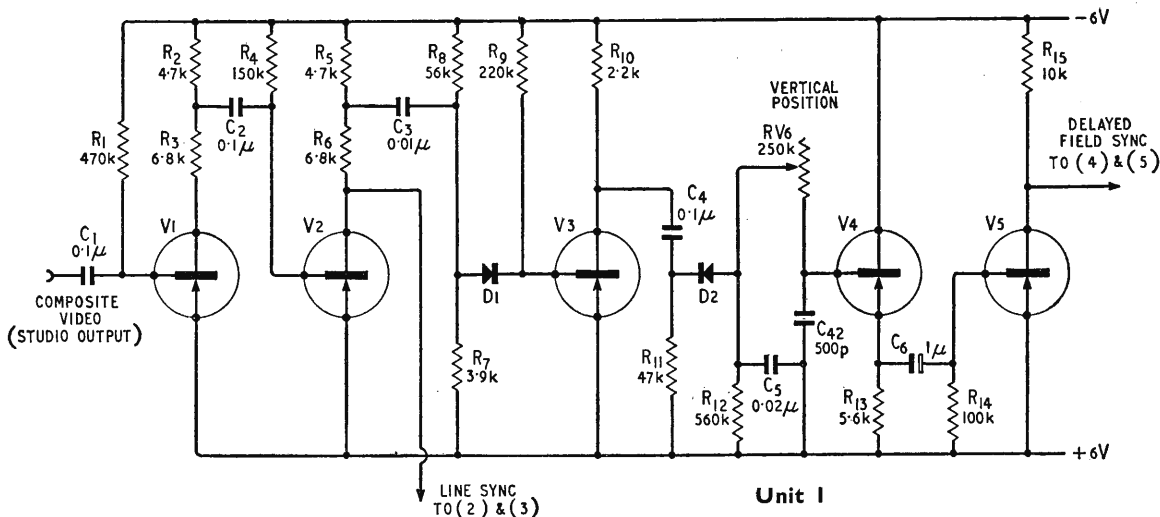 −6V
R2
4·7k
R4
150k
R5
4·7k
R8
56k
R9
220k
R10
2·2k
R15
10k
VERTICAL
POSITION
RV6
250k
R1
470k
R3
6·8k
C2
0·1μ
R6
6·8k
C3
0·01μ
DELAYED
FIELD SYNC
TO (4) & (5)
C1
0·1μ
V1
V2
V3
C4
0·1μ
V4
V5
D1
D2
COMPOSITE
VIDEO
(STUDIO OUTPUT)
R7
3·9k
R11
47k
R12
560k
C5
0·02μ
C42
500p
C6
1μ
R13
5·6k
R14
100k
+6V
LINE SYNC
TO (2) & (3)
Unit 1